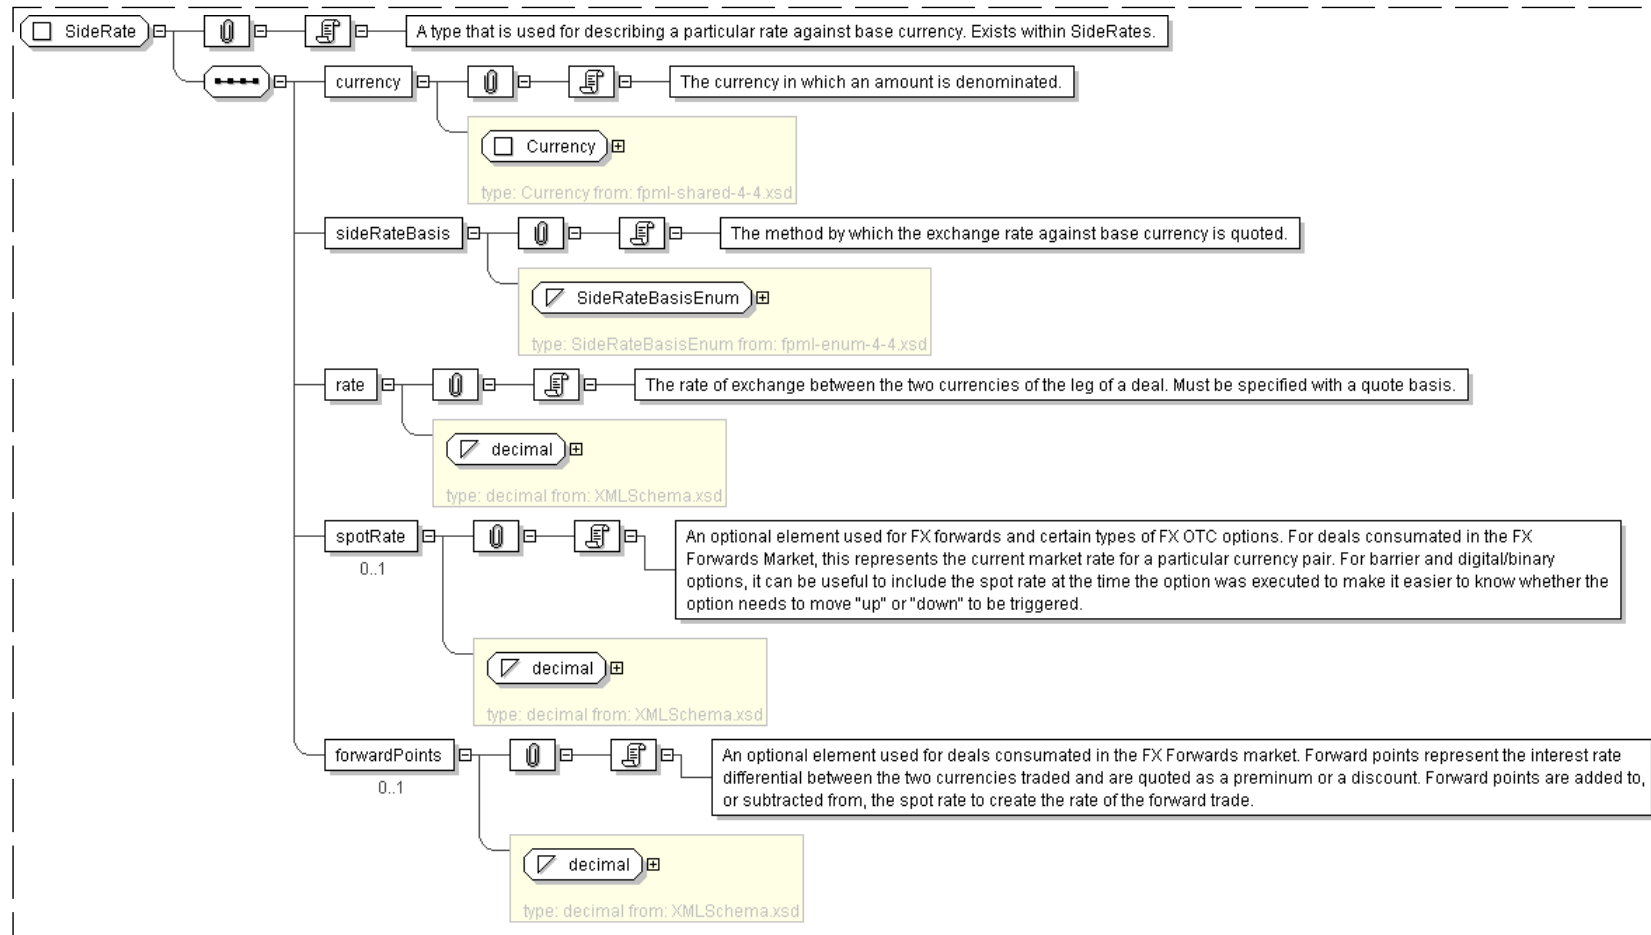 SideRate
A type that is used for describing a particular rate against base currency. Exists within SideRates.
currency
The currency in which an amount is denominated.
Currency
type: Currency from: fpml-shared-4-4.xsd
sideRateBasis
The method by which the exchange rate against base currency is quoted.
SideRateBasisEnum
type: SideRateBasisEnum from: fpml-enum-4-4.xsd
rate
The rate of exchange between the two currencies of the leg of a deal. Must be specified with a quote basis.
decimal
type: decimal from: XMLSchema.xsd
spotRate
0..1
An optional element used for FX forwards and certain types of FX OTC options. For deals consumated in the FX
Forwards Market, this represents the current market rate for a particular currency pair. For barrier and digital/binary
options, it can be useful to include the spot rate at the time the option was executed to make it easier to know whether the
option needs to move "up" or "down" to be triggered.
decimal
type: decimal from: XMLSchema.xsd
forwardPoints
0..1
An optional element used for deals consumated in the FX Forwards market. Forward points represent the interest rate
differential between the two currencies traded and are quoted as a preminum or a discount. Forward points are added to,
or subtracted from, the spot rate to create the rate of the forward trade.
decimal
type: decimal from: XMLSchema.xsd